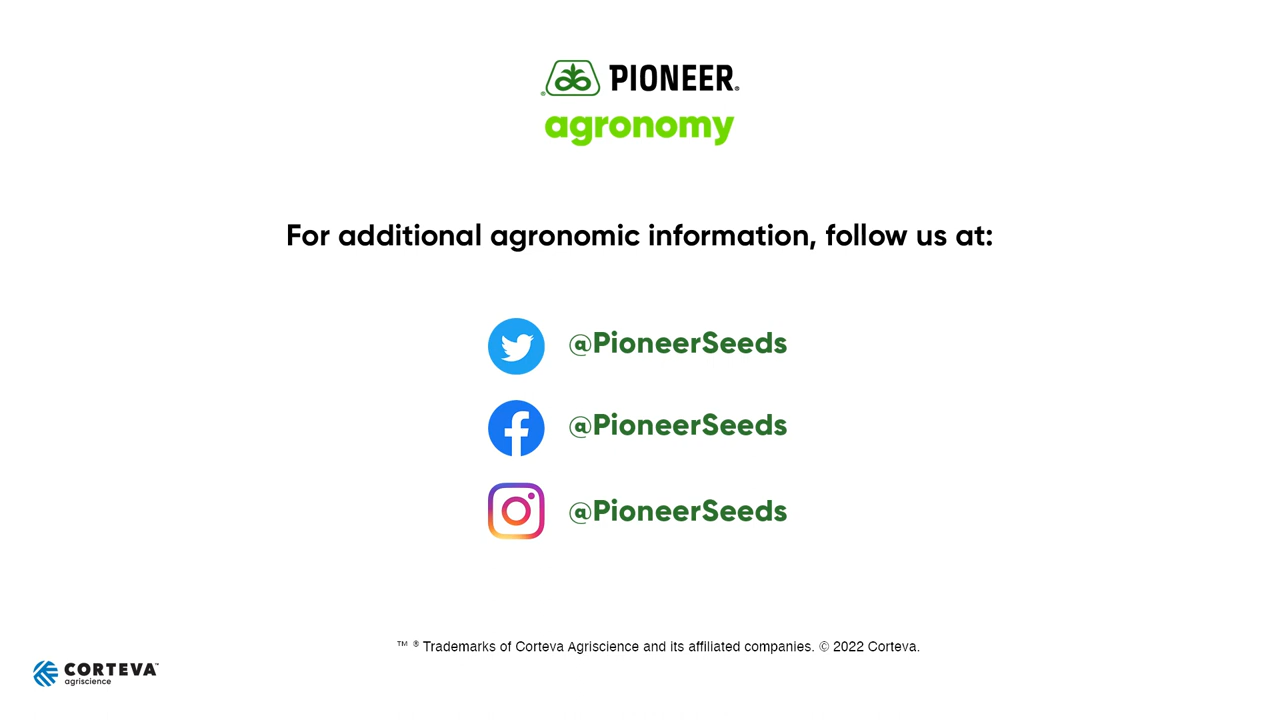 PIONEER®
agronomy
For additional agronomic information, follow us at:
@PioneerSeeds
@PioneerSeeds
@PioneerSeeds
™ ® Trademarks of Corteva Agriscience and its affiliated companies. © 2022 Corteva.
CORTEVA™
agriscience